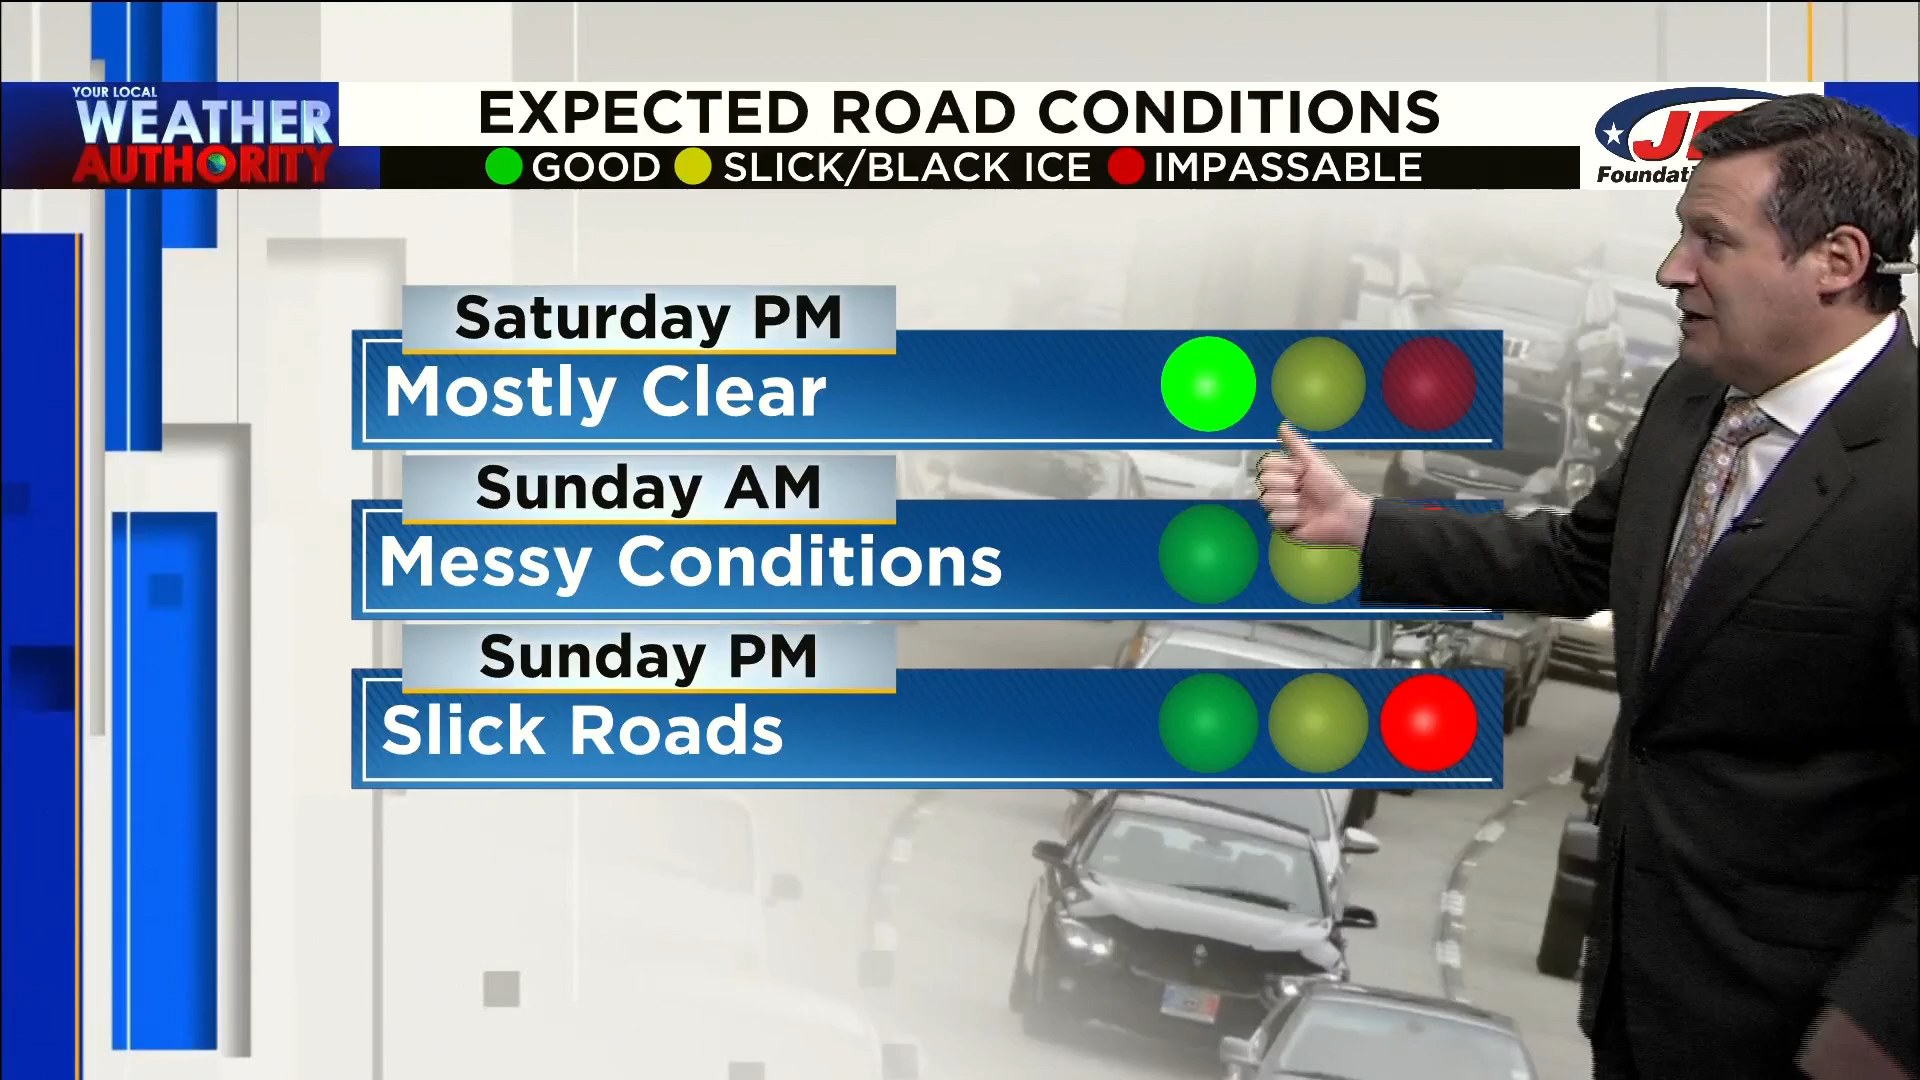 YOUR LOCAL
WEATHER
AUTHORITY
EXPECTED ROAD CONDITIONS
GOOD SLICK/BLACK ICE IMPASSABLE
Saturday PM
Mostly Clear
Sunday AM
Messy Conditions
Sunday PM
Slick Roads